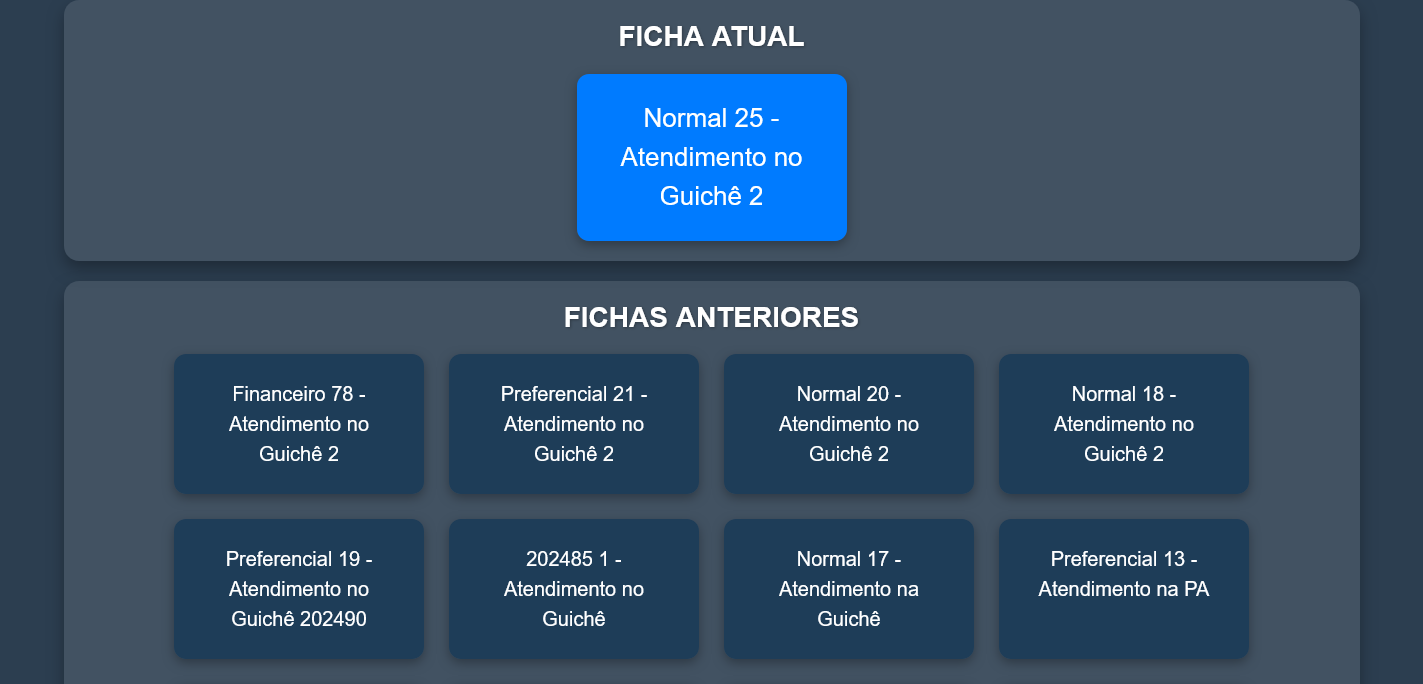 FICHA ATUAL
Normal 25 -
Atendimento no
Guichê 2
FICHAS ANTERIORES
Financeiro 78 -
Atendimento no
Guichê 2
Preferencial 21 -
Atendimento no
Guichê 2
Normal 20 -
Atendimento no
Guichê 2
Normal 18 -
Atendimento no
Guichê 2
Preferencial 19 -
Atendimento no
Guichê 202490
202485 1 -
Atendimento no
Guichê
Normal 17 -
Atendimento na
Guichê
Preferencial 13 -
Atendimento na PA